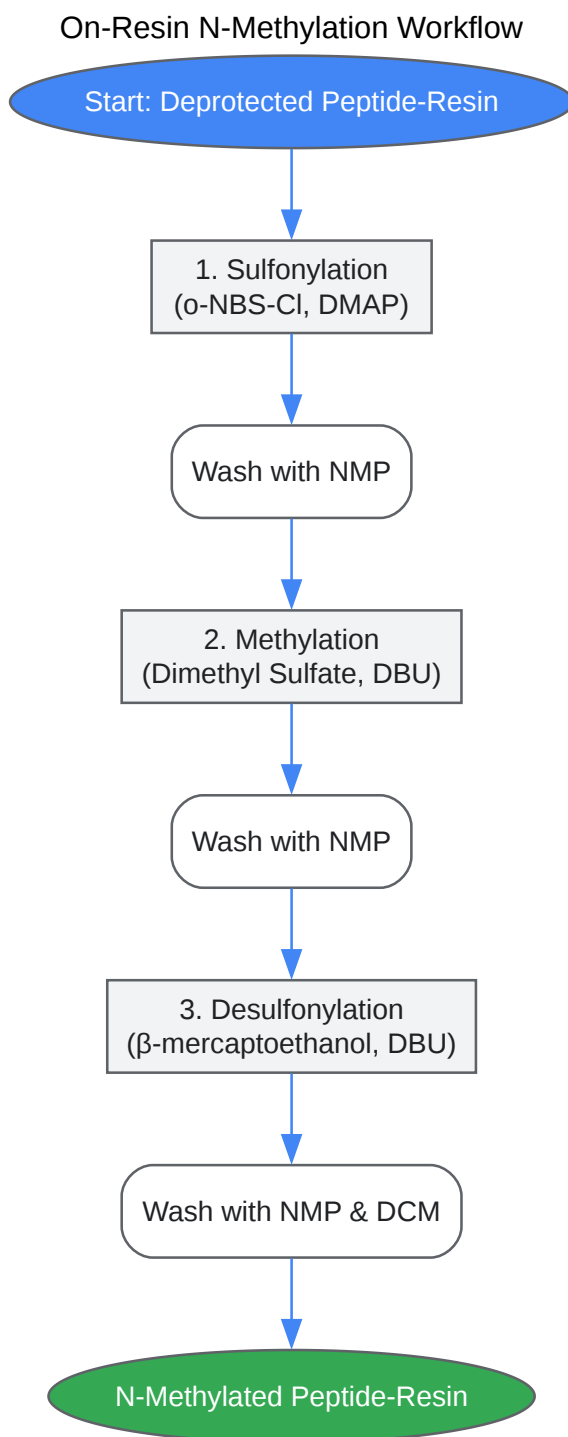 On-Resin N-Methylation Workflow
Start: Deprotected Peptide-Resin
1. Sulfonylation
(o-NBS-Cl, DMAP)
Wash with NMP
2. Methylation
(Dimethyl Sulfate, DBU)
Wash with NMP
3. Desulfonylation
(β-mercaptoethanol, DBU)
Wash with NMP & DCM
N-Methylated Peptide-Resin